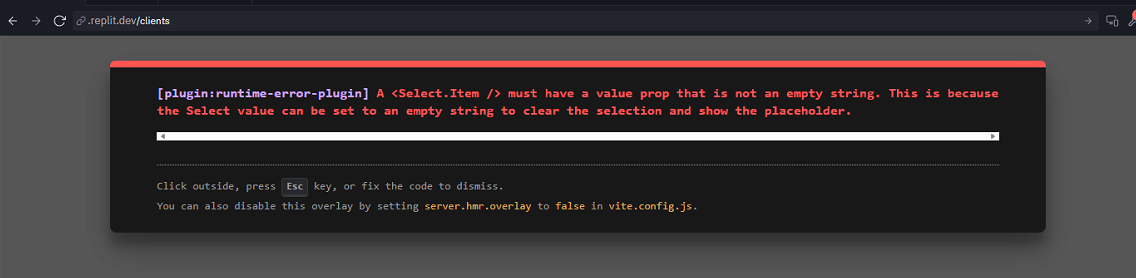 .replit.dev/clients
[plugin:runtime-error-plugin] A <Select.Item /> must have a value prop that is not an empty string. This is because
the Select value can be set to an empty string to clear the selection and show the placeholder.
Click outside, press Esc key, or fix the code to dismiss.
You can also disable this overlay by setting server.hmr.overlay to false in vite.config.js.